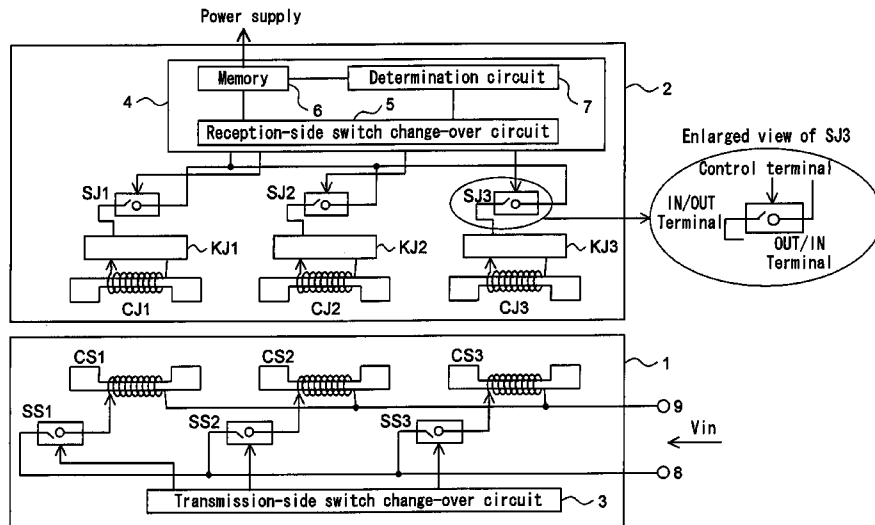 Power supply
Memory
Determination circuit
4
6
5
7
2
Reception-side switch change-over circuit
Enlarged view of SJ3
Control terminal
IN/OUT
Terminal
OUT/IN
Terminal
SJ1
SJ2
SJ3
KJ1
KJ2
KJ3
CJ1
CJ2
CJ3
CS1
CS2
CS3
1
SS1
SS2
SS3
9
Vin
8
Transmission-side switch change-over circuit
3